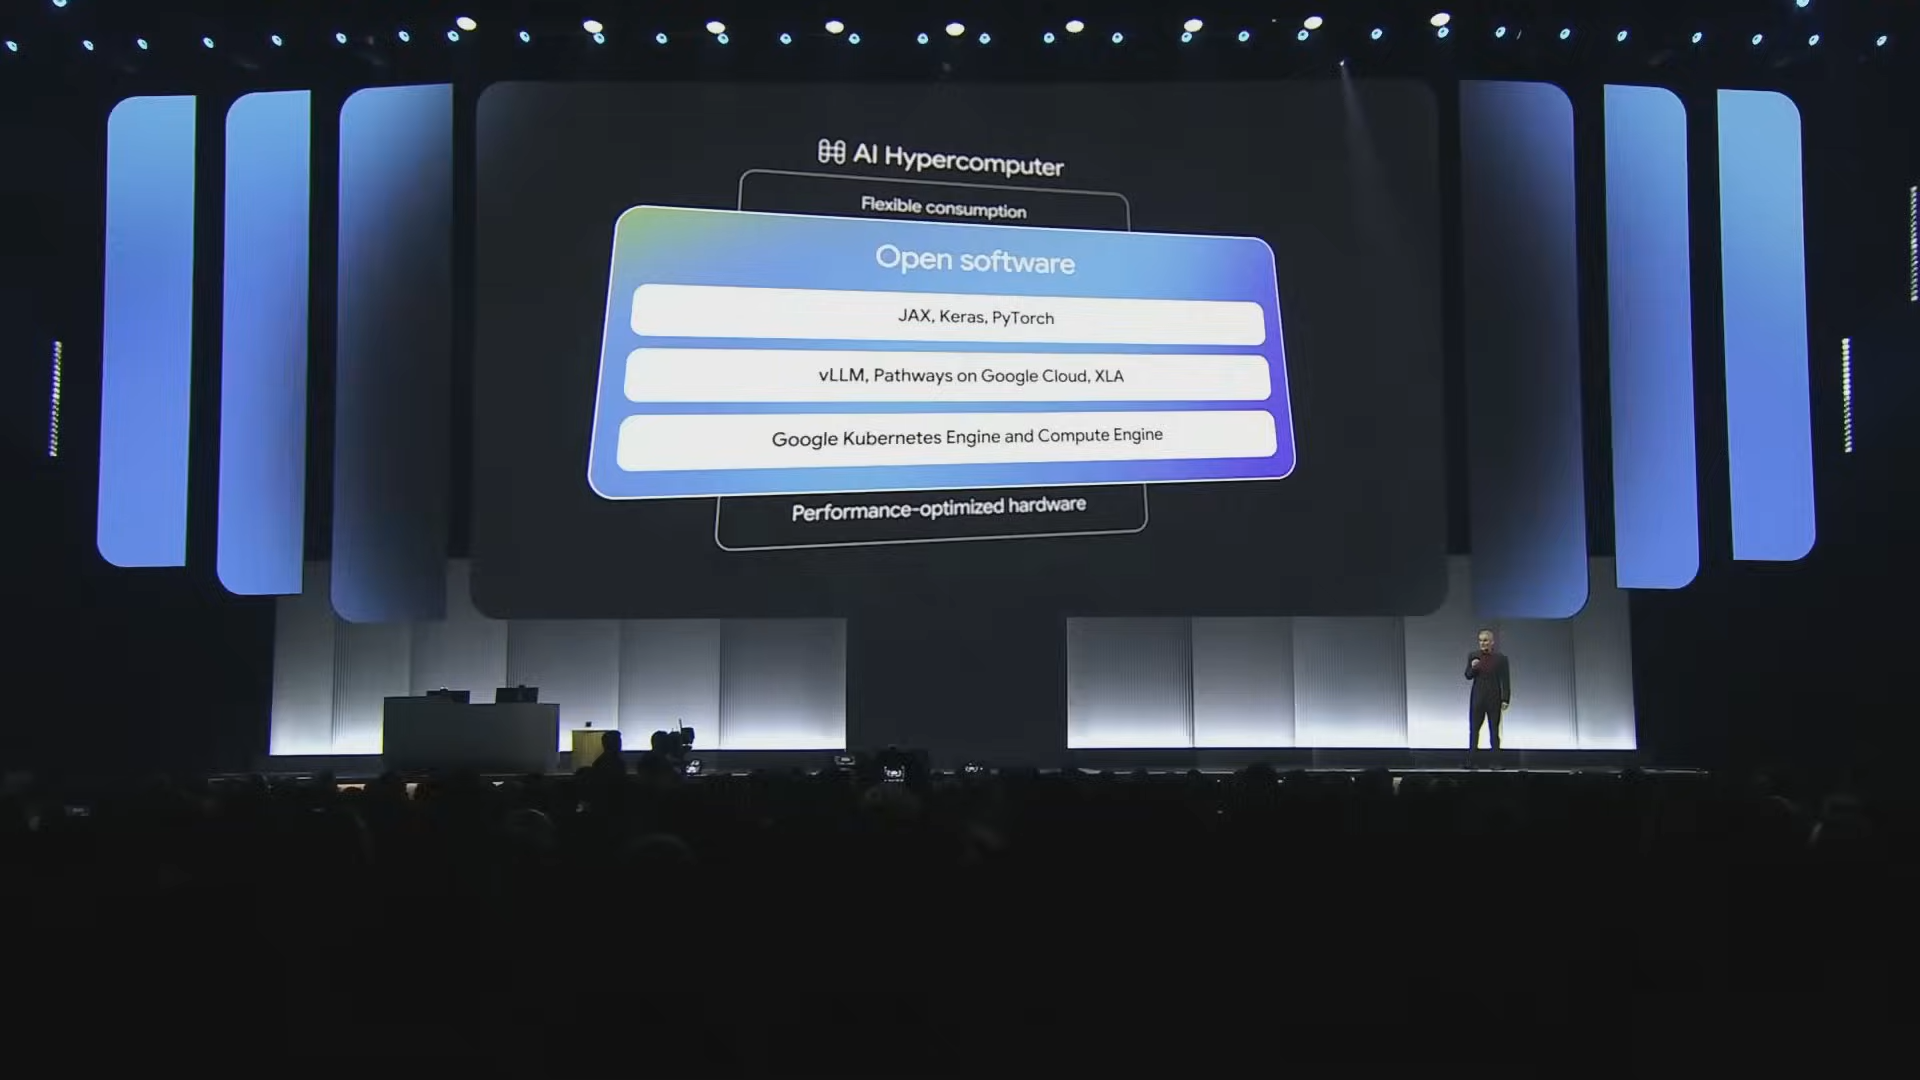 AI Hypercomputer
Flexible consumption
Open software
JAX, Keras, PyTorch
vLLM, Pathways on Google Cloud, XLA
Google Kubernetes Engine and Compute Engine
Performance-optimized hardware